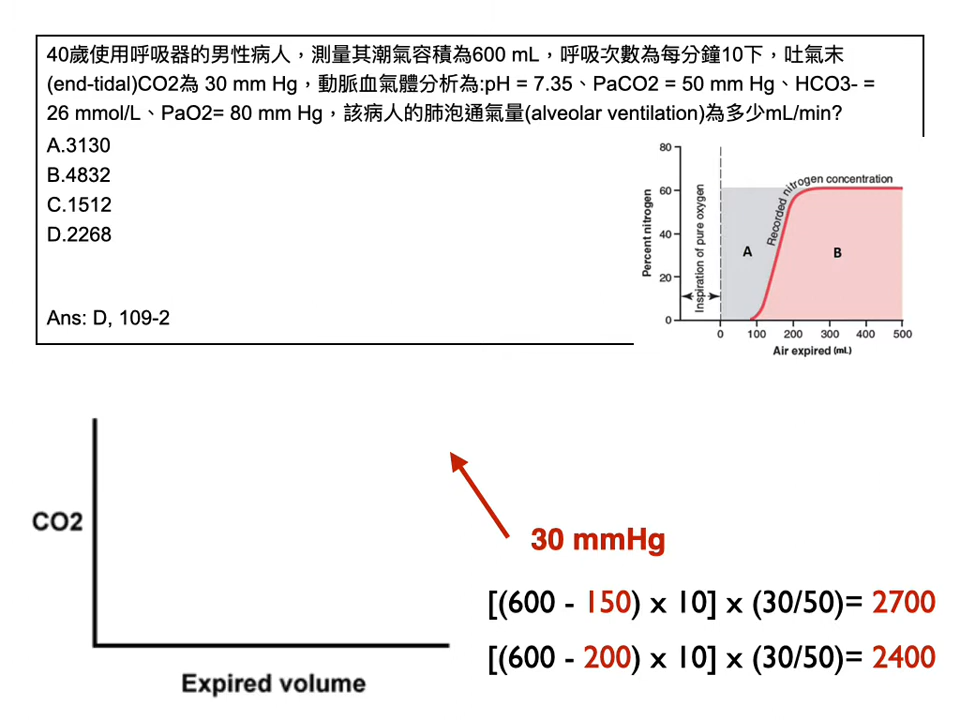 40歲使用呼吸器的男性病人，測量其潮氣容積為600 mL，呼吸次數為每分鐘10下，吐氣末
(end-tidal)CO2為 30 mm Hg，動脈血氣體分析為:pH = 7.35、PaCO2 = 50 mm Hg、HCO3- =
26 mmol/L、PaO2= 80 mm Hg，該病人的肺泡通氣量(alveolar ventilation)為多少mL/min?
A.3130
B.4832
C.1512
D.2268
Ans: D, 109-2
80
60
40
20
0
Percent nitrogen
Inspiration of pure oxygen
Recorded nitrogen concentration
A
B
0 100 200 300 400 500
Air expired (mL)
CO2
Expired volume
30 mmHg
[(600 - 150) x 10] x (30/50)= 2700
[(600 - 200) x 10] x (30/50)= 2400